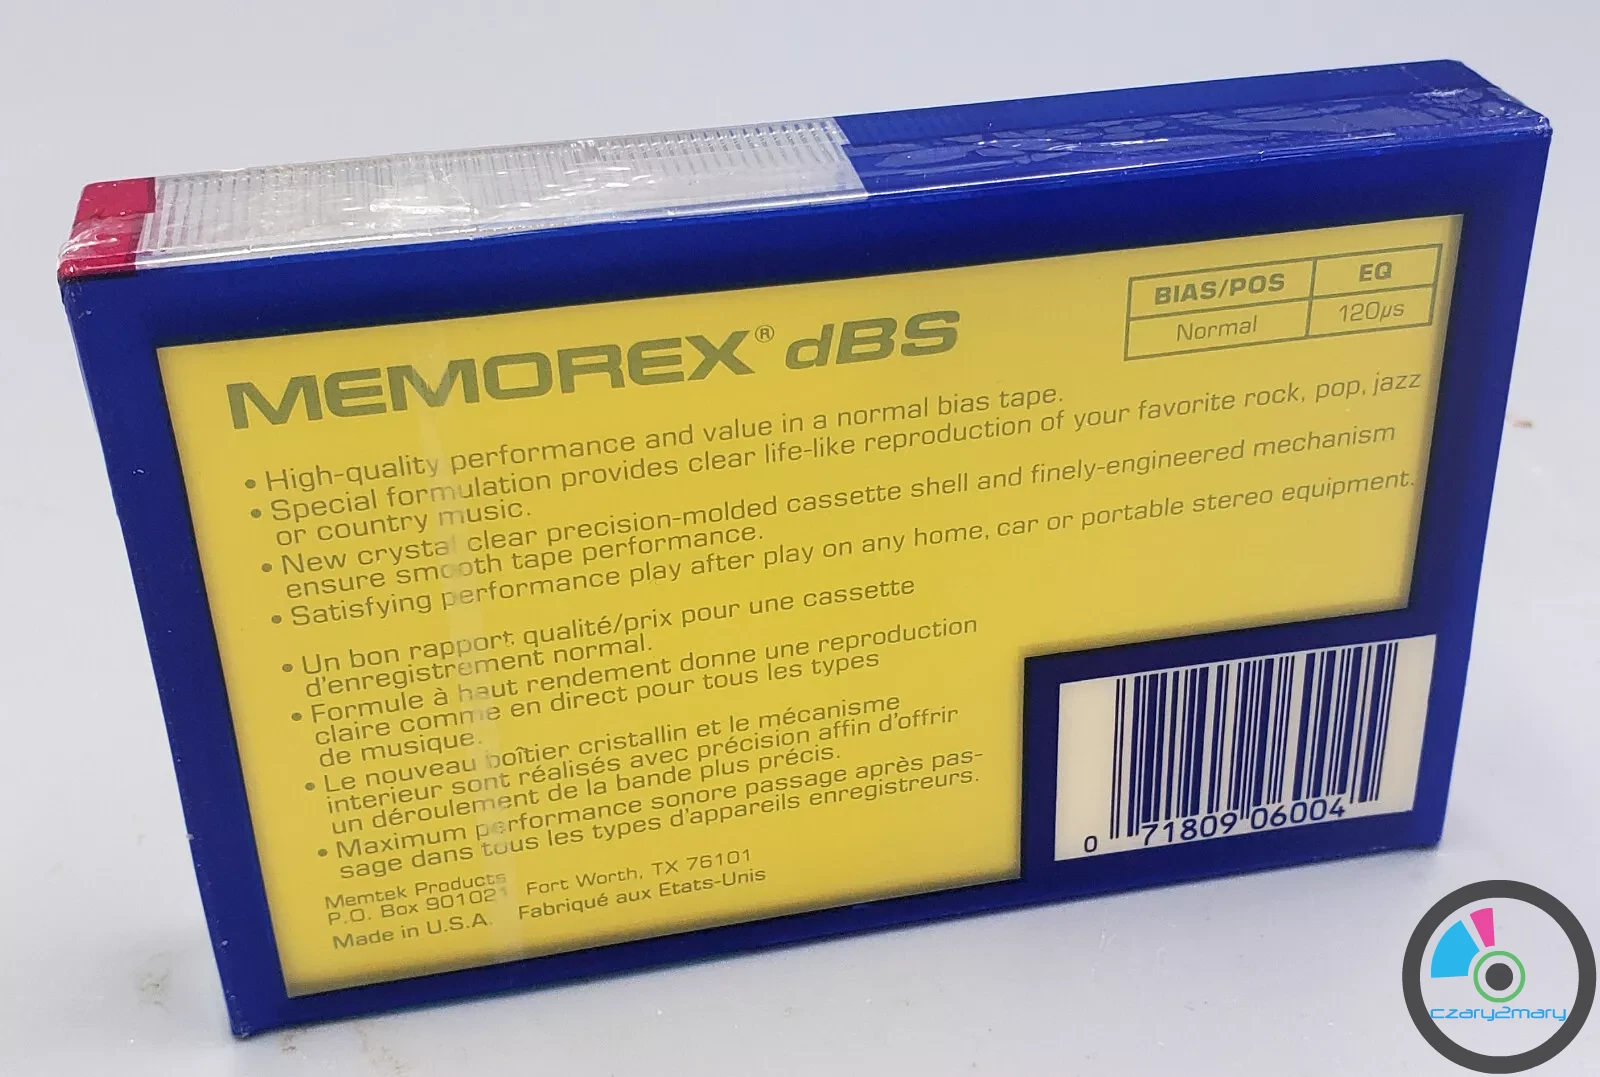 MEMOREX® dBS
BIAS/POS EQ
Normal 120µs
• High-quality performance and value in a normal bias tape.
• Special formulation provides clear life-like reproduction of your favorite rock, pop, jazz
or country music.
• New crystal clear precision-molded cassette shell and finely-engineered mechanism
ensure smooth tape performance.
• Satisfying performance play after play on any home, car or portable stereo equipment.
• Un bon rapport qualité/prix pour une cassette
d'enregistrement normal.
• Formule à haut rendement donne une reproduction
claire comme en direct pour tous les types
de musique.
• Le nouveau boîtier cristallin et le mécanisme
interieur sont réalisés avec précision affin d'offrir
un déroulement de la bande plus précis.
• Maximum performance sonore passage après pas-
sage dans tous les types d'appareils enregistreurs.
Memtek Products
P.O. Box 901021 Fort Worth, TX 76101
Made in U.S.A. Fabriqué aux Etats-Unis
0 71809 06004
czary2mary